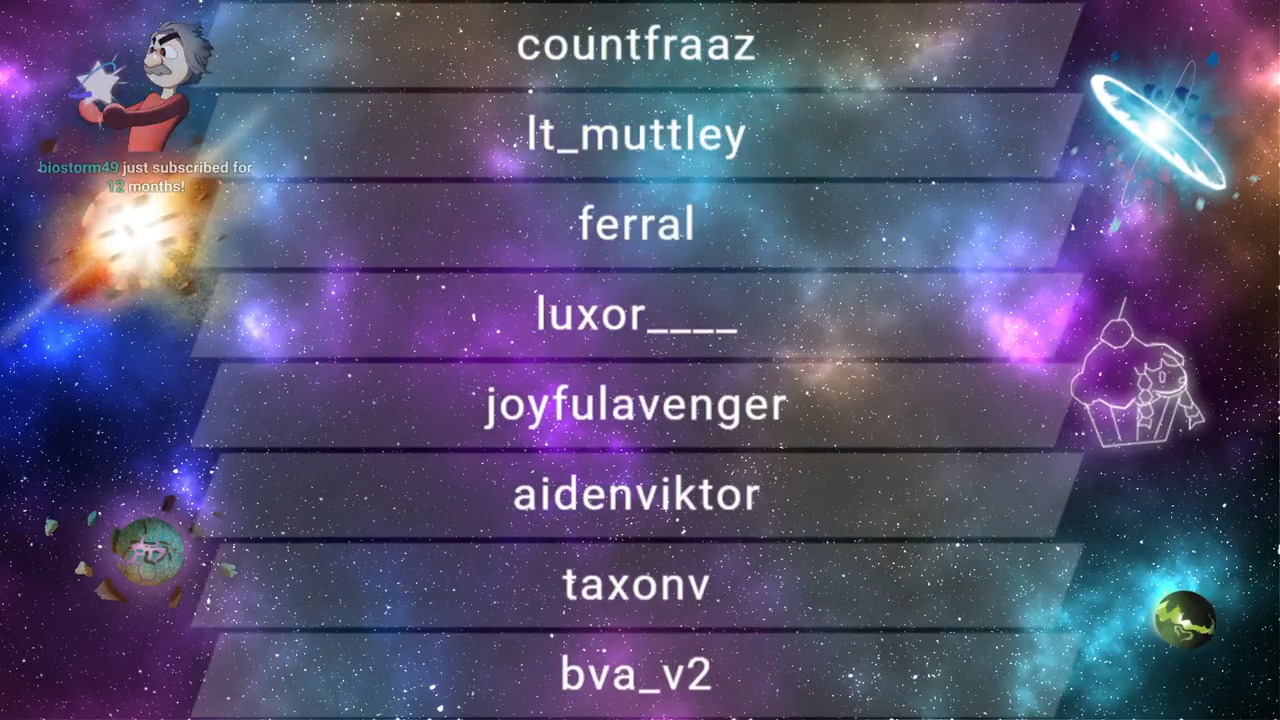 countfraaz
lt_muttley
biostorm49 just subscribed for
12 months!
ferral
luxor____
joyfulavenger
aidenviktor
taxonv
bva_v2